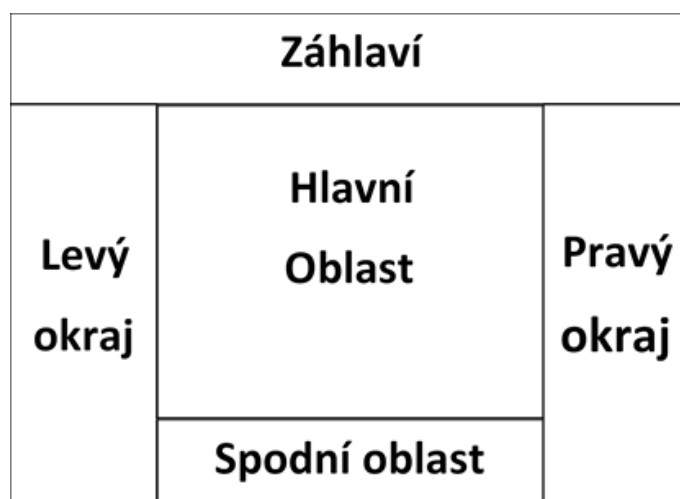 Záhlaví
Levý
okraj
Hlavní
Oblast
Pravý
okraj
Spodní oblast